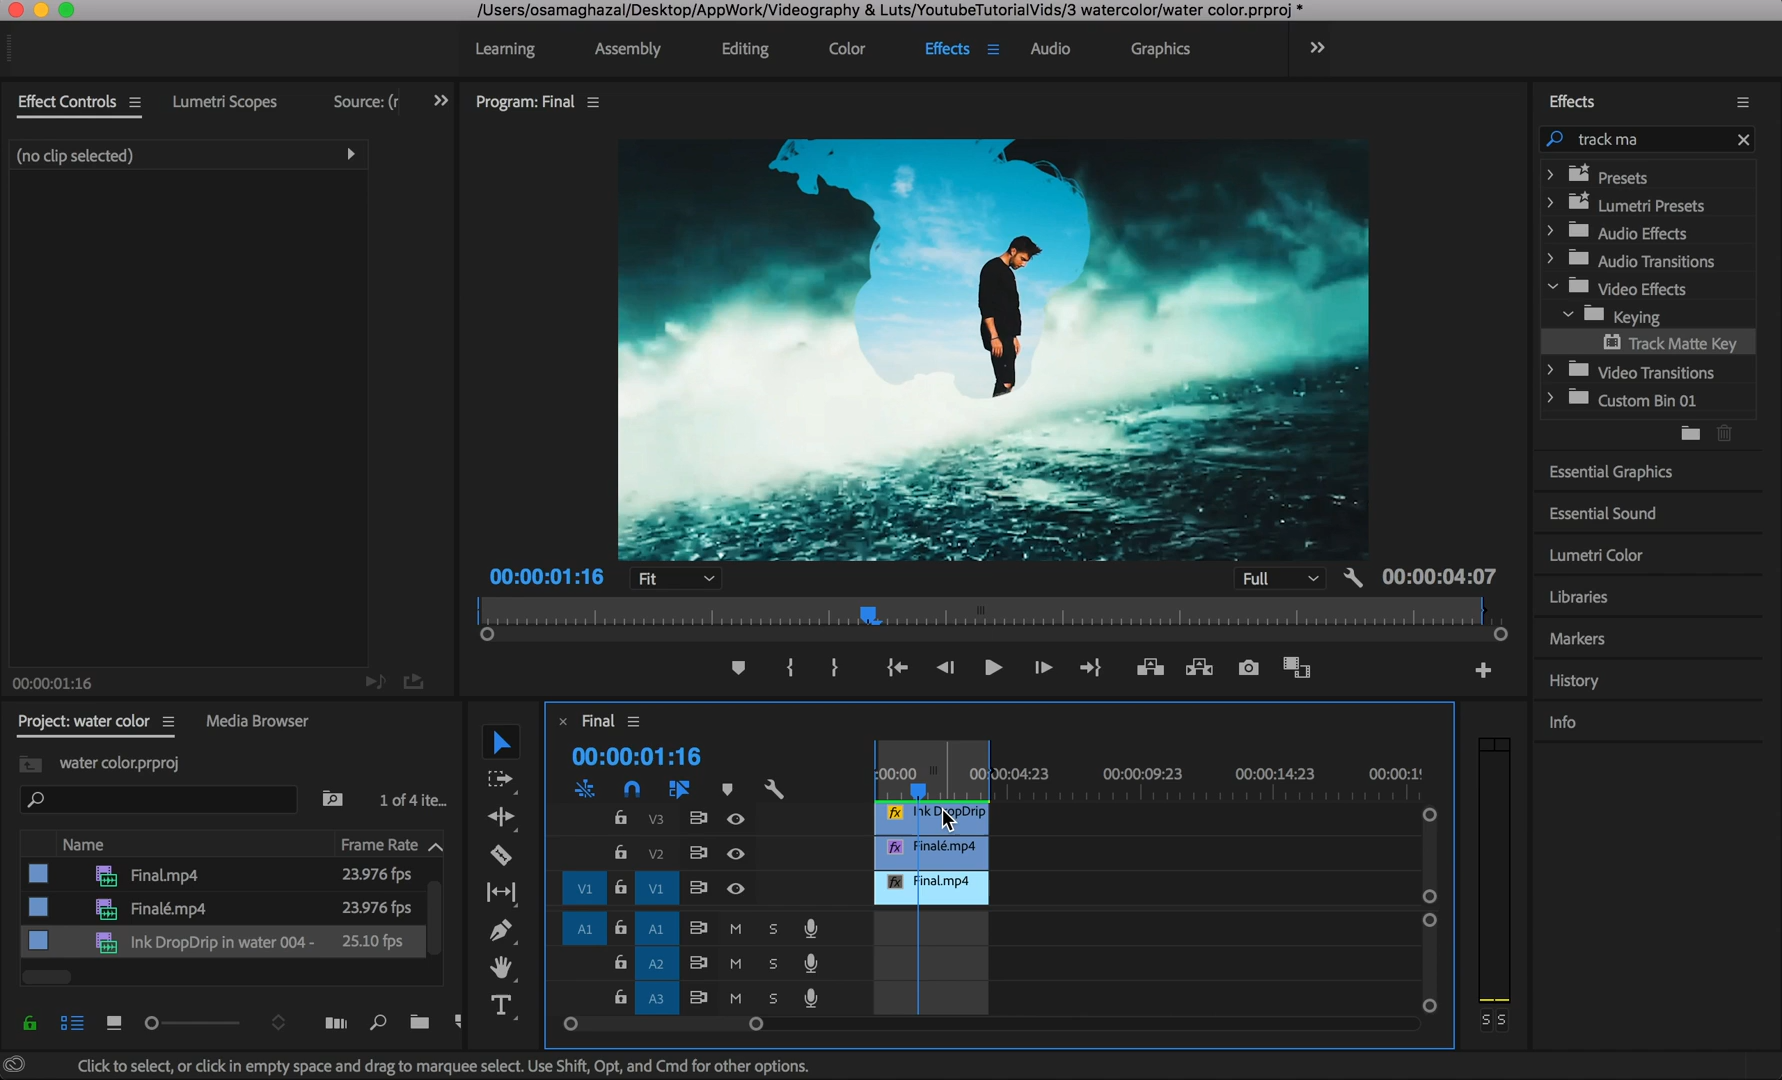 /Users/osamaghazal/Desktop/AppWork/Videography & Luts/YoutubeTutorialVids/3 watercolor/water color.prproj *
Learning Assembly Editing Color Effects Audio Graphics
Effect Controls Lumetri Scopes Source: (r
Program: Final
Effects
(no clip selected)
track ma
Presets
Lumetri Presets
Audio Effects
Audio Transitions
Video Effects
Keying
Track Matte Key
Video Transitions
Custom Bin 01
Essential Graphics
Essential Sound
Lumetri Color
Libraries
Markers
History
Info
00:00:01:16 Fit Full 00:00:04:07
00:00:01:16
Project: water color Media Browser
water color.prproj
1 of 4 ite...
Name Frame Rate
Final.mp4 23.976 fps
Finalé.mp4 23.976 fps
Ink DropDrip in water 004 - 25.10 fps
Final
00:00:01:16
:00:00 00:00:04:23 00:00:09:23 00:00:14:23 00:00:1
V3 fx Ink DropDrip
V2 fx Finalé.mp4
V1 V1 fx Final.mp4
A1 A1 M S
A2 M S
A3 M S
S S
Click to select, or click in empty space and drag to marquee select. Use Shift, Opt, and Cmd for other options.